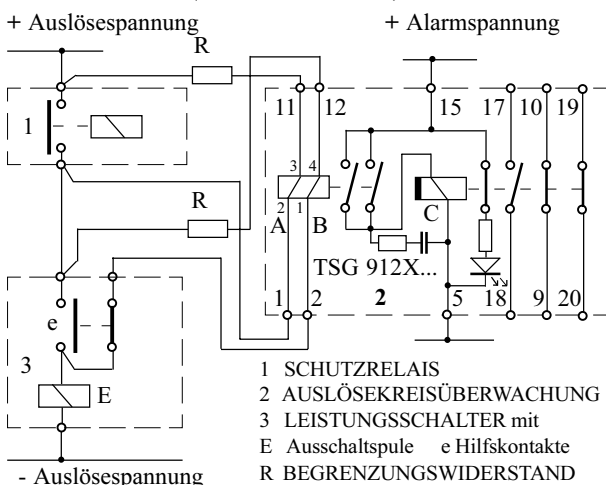 + Auslösespannung
+ Alarmspannung
R
11 12 15 17 10 19
1
3 4
R
2 1
A B
C
TSG 912X...
2
e
1 2 5 18 9 20
3
E
1 SCHUTZRELAIS
2 AUSLÖSEKREISÜBERWACHUNG
3 LEISTUNGSSCHALTER mit
E Ausschaltspule e Hilfskontakte
R BEGRENZUNGSWIDERSTAND
- Auslösespannung